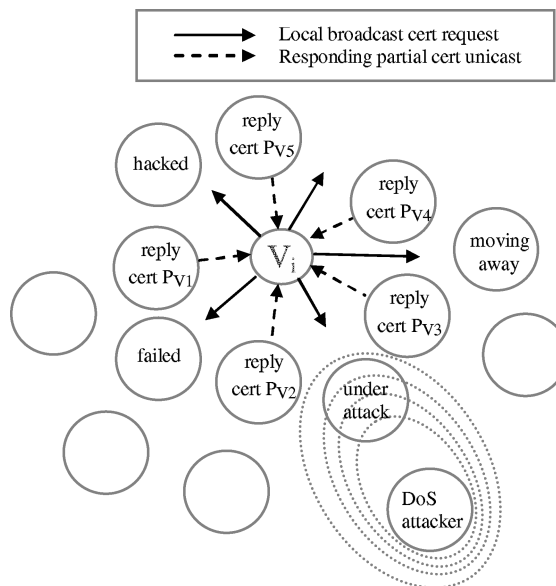 Local broadcast cert request
Responding partial cert unicast
reply
cert PV5
hacked
reply
cert PV4
reply
cert PV1
Vi
moving
away
reply
cert PV3
failed
reply
cert PV2
under
attack
DoS
attacker